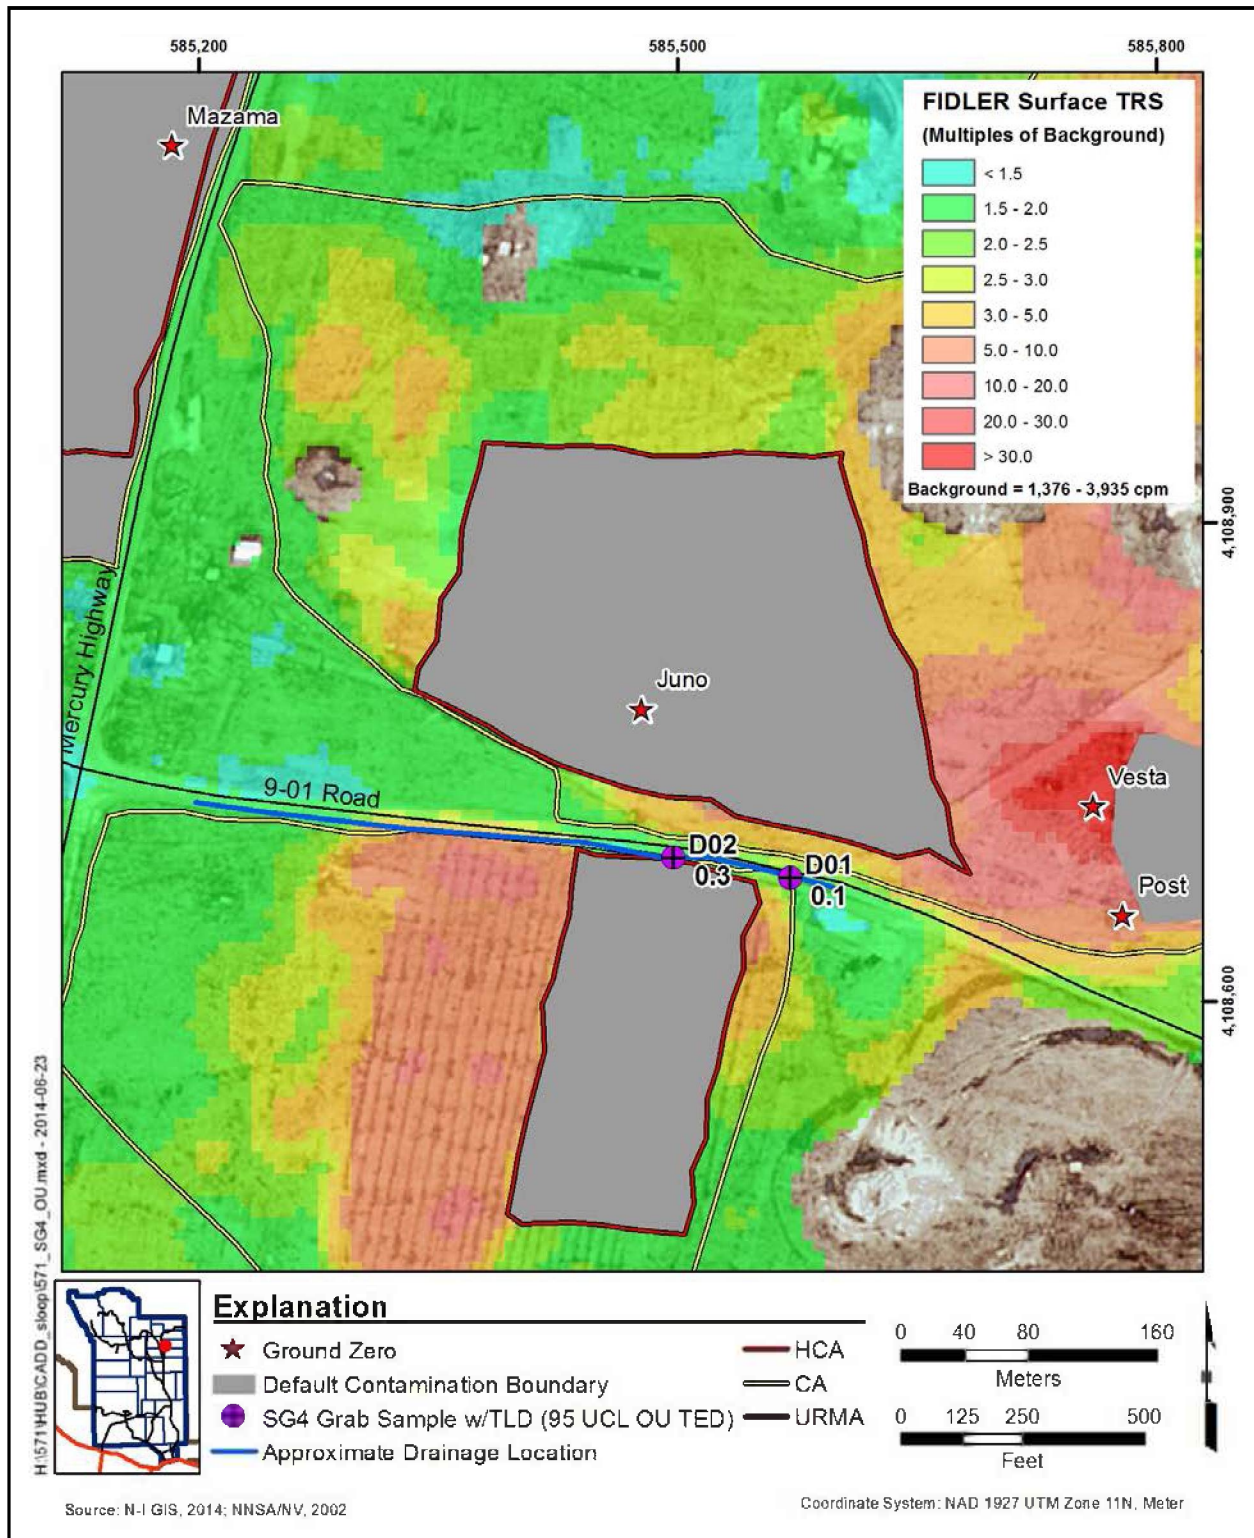 585,200
585,500
585,800
Mazama
FIDLER Surface TRS
(Multiples of Background)
< 1.5
1.5 - 2.0
2.0 - 2.5
2.5 - 3.0
3.0 - 5.0
5.0 - 10.0
10.0 - 20.0
20.0 - 30.0
> 30.0
Background = 1,376 - 3,935 cpm
4,108,900
Mercury Highway
Juno
9-01 Road
Vesta
D02
0.3
D01
0.1
Post
4,108,600
H:\571\HUB\CADD_sloop\571_SG4_OU.mxd - 2014-06-23
Explanation
Ground Zero
Default Contamination Boundary
SG4 Grab Sample w/TLD (95 UCL OU TED)
Approximate Drainage Location
HCA
CA
URMA
0 40 80 160
Meters
0 125 250 500
Feet
Source: N-I GIS, 2014; NNSA/NV, 2002
Coordinate System: NAD 1927 UTM Zone 11N, Meter